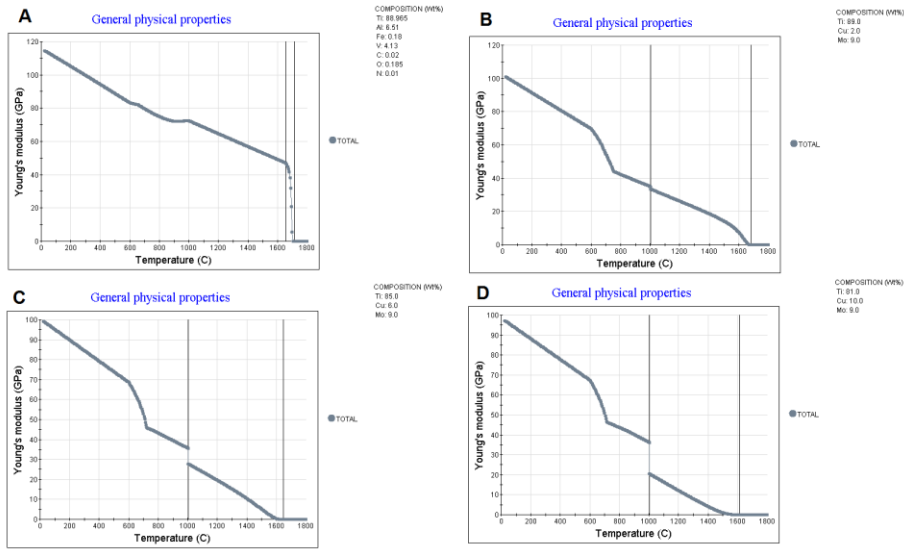 A
General physical properties
COMPOSITION (Wt%)
Ti: 88.965
Al: 6.51
Fe: 0.18
V: 4.13
C: 0.02
O: 0.185
N: 0.01
120
100
80
60
40
20
0
Young's modulus (GPa)
0 200 400 600 800 1000 1200 1400 1600 1800
Temperature (C)
TOTAL
B
General physical properties
COMPOSITION (Wt%)
Ti: 89.0
Cu: 2.0
Mo: 9.0
120
100
80
60
40
20
0
Young's modulus (GPa)
0 200 400 600 800 1000 1200 1400 1600 1800
Temperature (C)
TOTAL
C
General physical properties
COMPOSITION (Wt%)
Ti: 85.0
Cu: 6.0
Mo: 9.0
100
90
80
70
60
50
40
30
20
10
0
Young's modulus (GPa)
0 200 400 600 800 1000 1200 1400 1600 1800
Temperature (C)
TOTAL
D
General physical properties
COMPOSITION (Wt%)
Ti: 81.0
Cu: 10.0
Mo: 9.0
100
90
80
70
60
50
40
30
20
10
0
Young's modulus (GPa)
0 200 400 600 800 1000 1200 1400 1600 1800
Temperature (C)
TOTAL